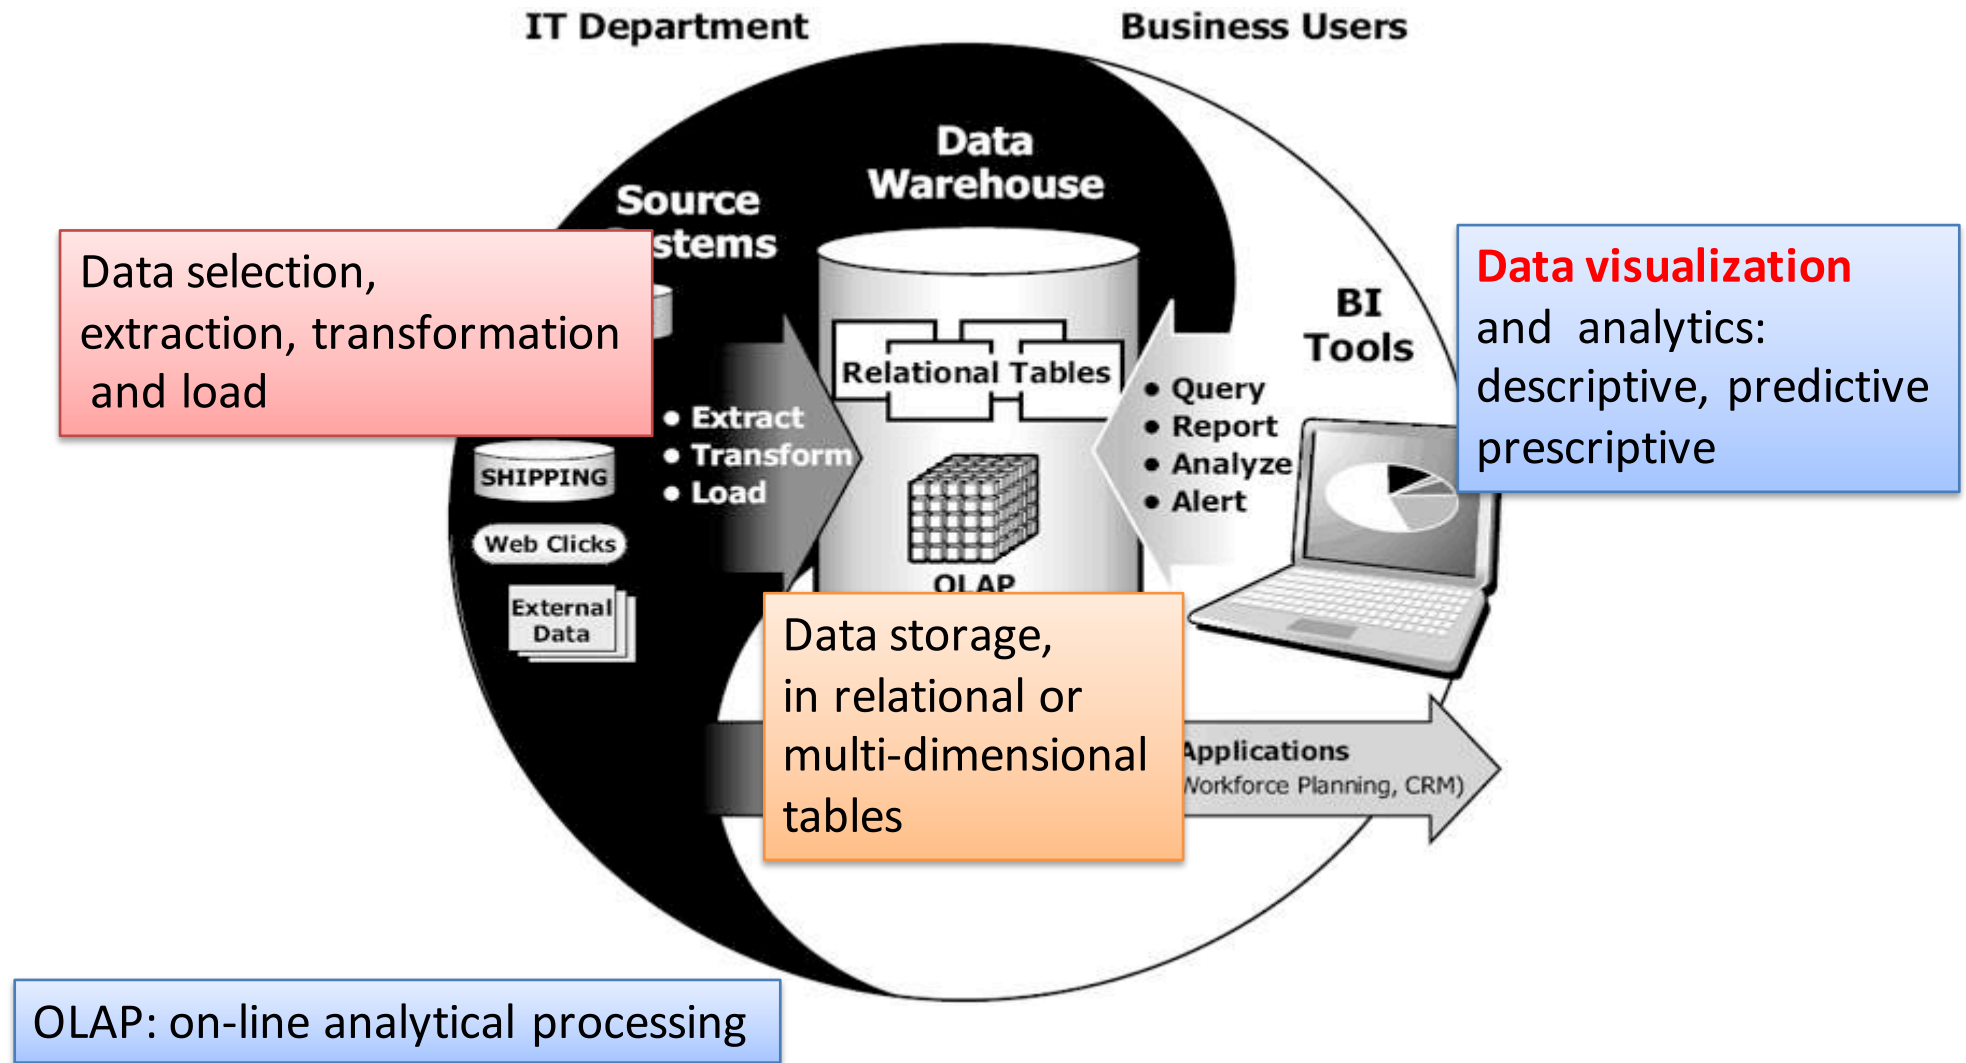 IT Department
Business Users
Data
Warehouse
Source
stems
Data selection,
extraction, transformation
and load
Data visualization
and analytics:
descriptive, predictive
prescriptive
BI
Tools
Relational Tables
• Extract
• Transform
• Load
• Query
• Report
• Analyze
• Alert
SHIPPING
Web Clicks
External
Data
OLAP
Data storage,
in relational or
multi-dimensional
tables
Applications
Workforce Planning, CRM)
OLAP: on-line analytical processing